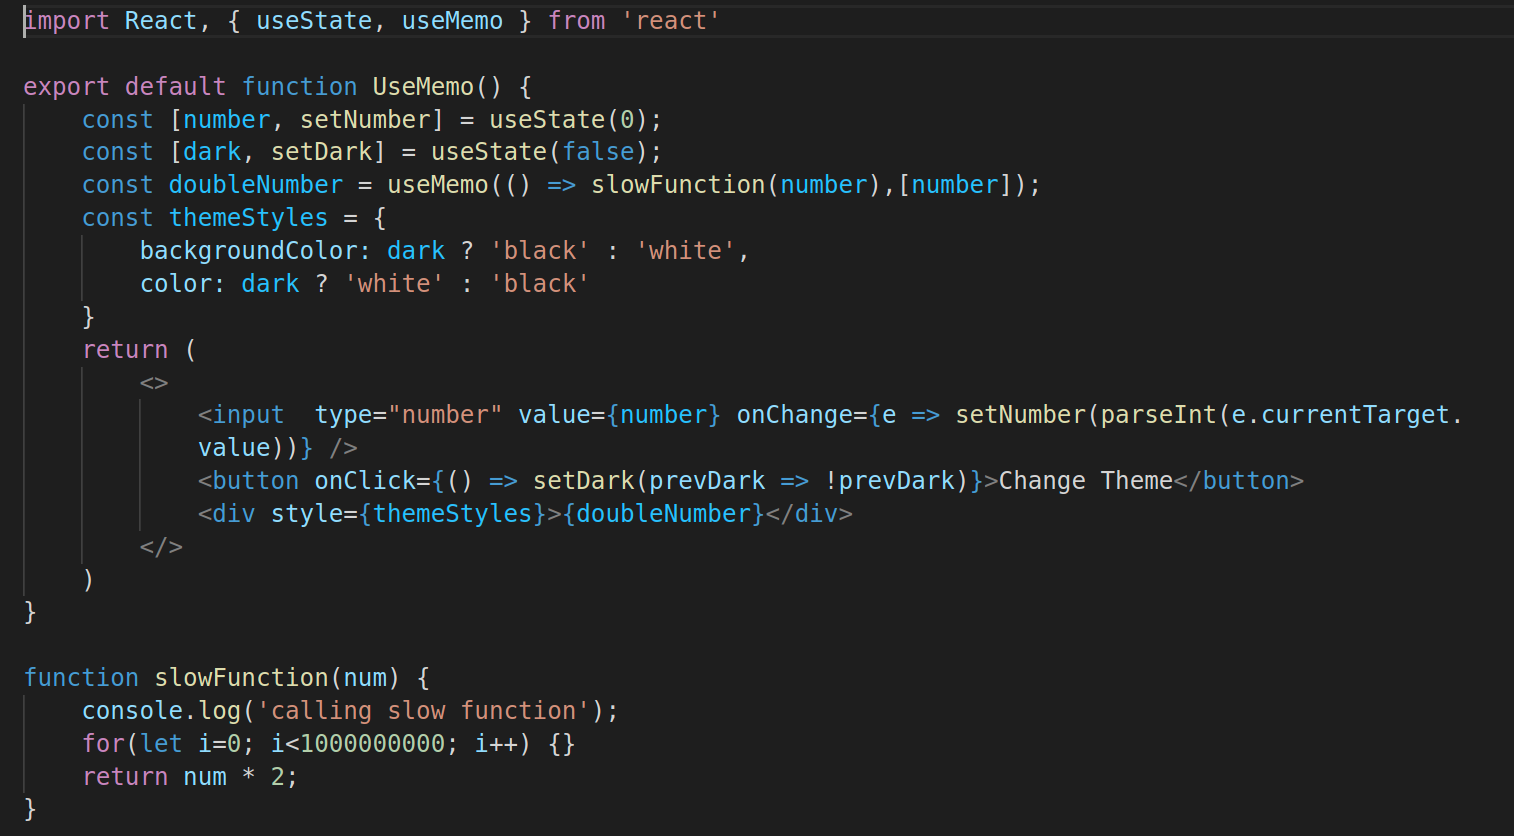 import React, { useState, useMemo } from 'react'

export default function UseMemo() {
    const [number, setNumber] = useState(0);
    const [dark, setDark] = useState(false);
    const doubleNumber = useMemo(() => slowFunction(number),[number]);
    const themeStyles = {
        backgroundColor: dark ? 'black' : 'white',
        color: dark ? 'white' : 'black'
    }
    return (
        <>
            <input  type="number" value={number} onChange={e => setNumber(parseInt(e.currentTarget.
            value))} />
            <button onClick={() => setDark(prevDark => !prevDark)}>Change Theme</button>
            <div style={themeStyles}>{doubleNumber}</div>
        </>
    )
}

function slowFunction(num) {
    console.log('calling slow function');
    for(let i=0; i<1000000000; i++) {}
    return num * 2;
}